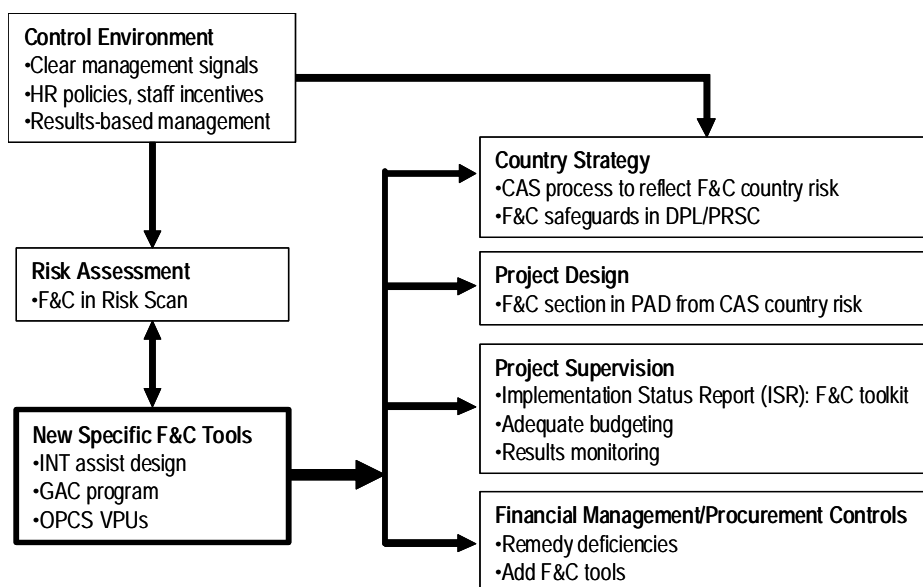 Control Environment
•Clear management signals
•HR policies, staff incentives
•Results-based management
Risk Assessment
•F&C in Risk Scan
New Specific F&C Tools
•INT assist design
•GAC program
•OPCS VPUs
Country Strategy
•CAS process to reflect F&C country risk
•F&C safeguards in DPL/PRSC
Project Design
•F&C section in PAD from CAS country risk
Project Supervision
•Implementation Status Report (ISR): F&C toolkit
•Adequate budgeting
•Results monitoring
Financial Management/Procurement Controls
•Remedy deficiencies
•Add F&C tools